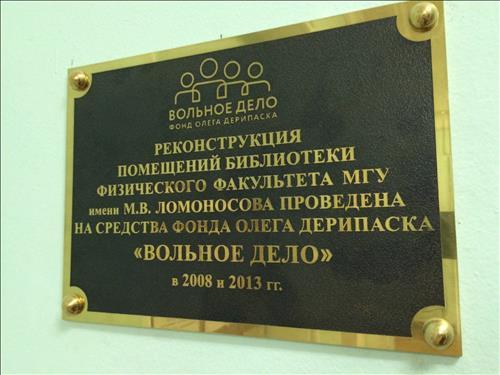 ВОЛЬНОЕ ДЕЛО
ФОНД ОЛЕГА ДЕРИПАСКА
РЕКОНСТРУКЦИЯ
ПОМЕЩЕНИЙ БИБЛИОТЕКИ
ФИЗИЧЕСКОГО ФАКУЛЬТЕТА МГУ
имени М.В. ЛОМОНОСОВА ПРОВЕДЕНА
НА СРЕДСТВА ФОНДА ОЛЕГА ДЕРИПАСКА
«ВОЛЬНОЕ ДЕЛО»
в 2008 и 2013 гг.